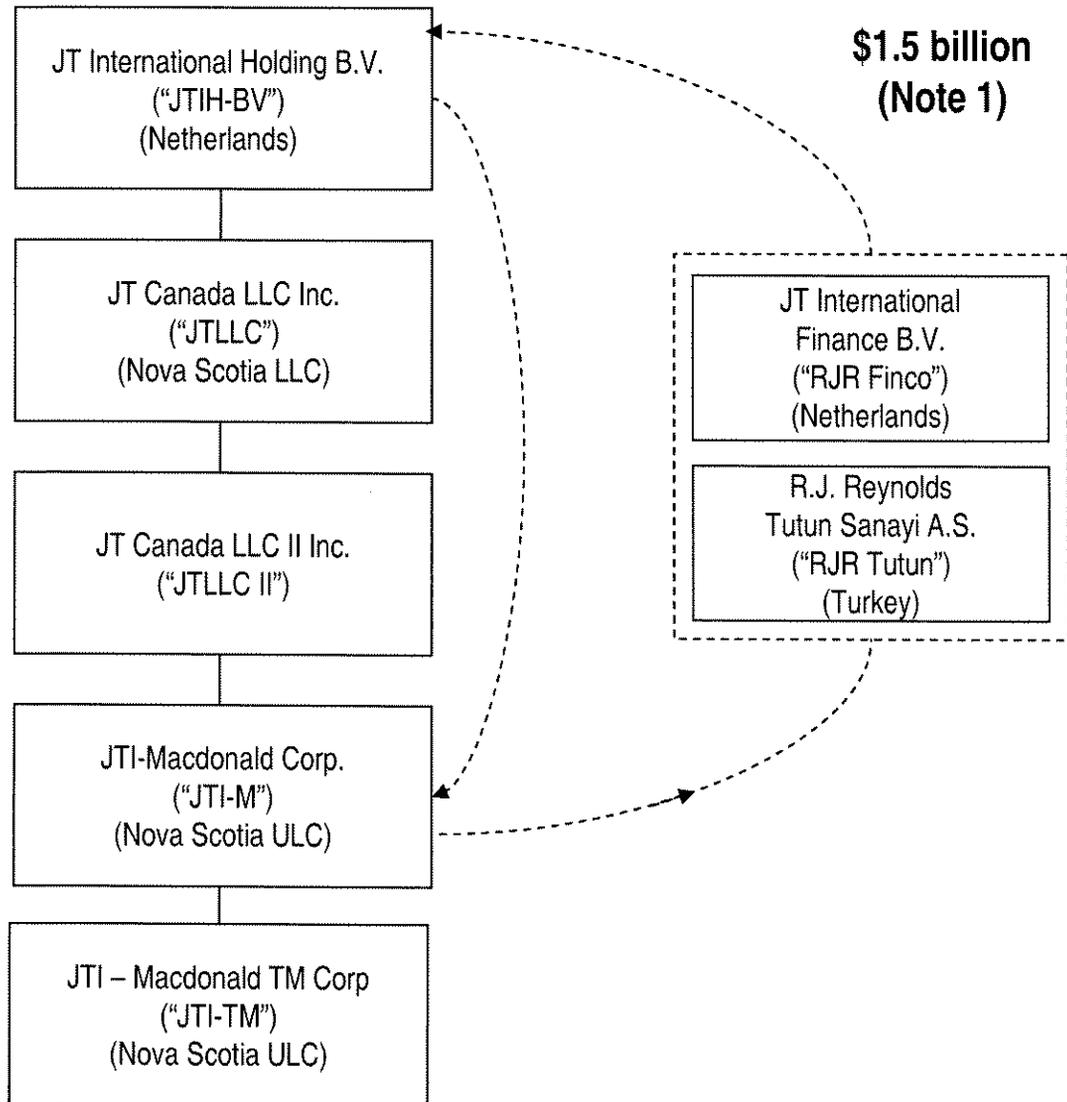 JT International Holding B.V.
("JTIH-BV")
(Netherlands)
$1.5 billion
(Note 1)
JT Canada LLC Inc.
("JTLLC")
(Nova Scotia LLC)
JT International
Finance B.V.
("RJR Finco")
(Netherlands)
R.J. Reynolds
Tutun Sanayi A.S.
("RJR Tutun")
(Turkey)
JT Canada LLC II Inc.
("JTLLC II")
JTI-Macdonald Corp.
("JTI-M")
(Nova Scotia ULC)
JTI – Macdonald TM Corp
("JTI-TM")
(Nova Scotia ULC)